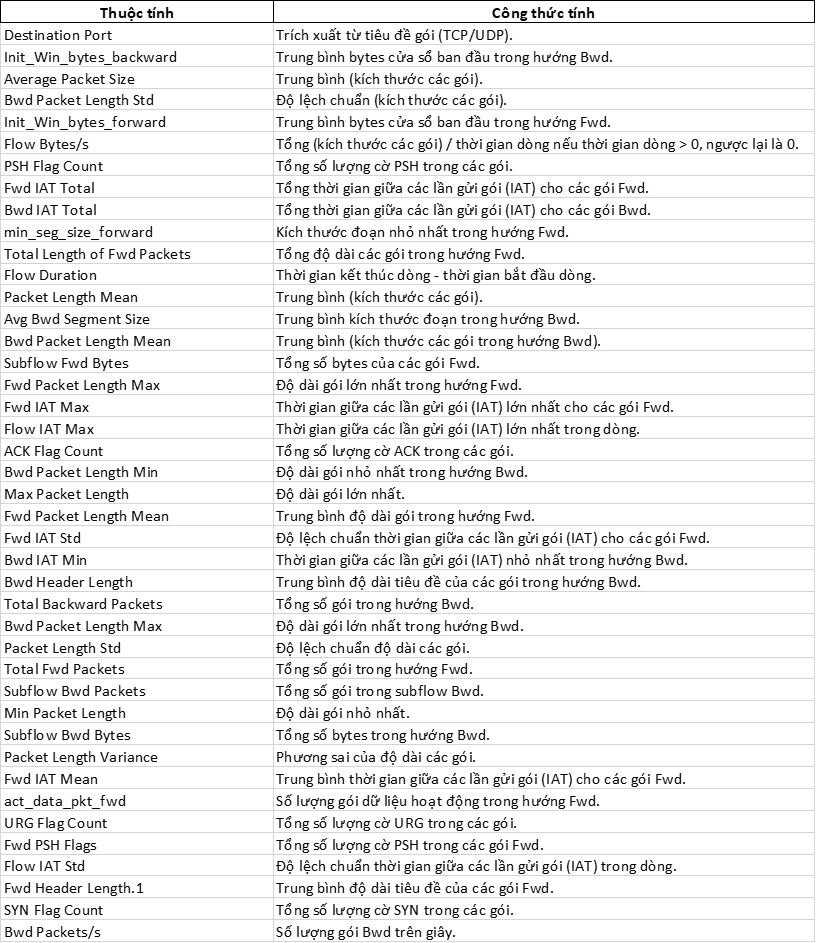 Thuộc tính Công thức tính
Destination Port Trích xuất từ tiêu đề gói (TCP/UDP).
Init_Win_bytes_backward Trung bình bytes cửa sổ ban đầu trong hướng Bwd.
Average Packet Size Trung bình (kích thước các gói).
Bwd Packet Length Std Độ lệch chuẩn (kích thước các gói).
Init_Win_bytes_forward Trung bình bytes cửa sổ ban đầu trong hướng Fwd.
Flow Bytes/s Tổng (kích thước các gói) / thời gian dòng nếu thời gian dòng > 0, ngược lại là 0.
PSH Flag Count Tổng số lượng cờ PSH trong các gói.
Fwd IAT Total Tổng thời gian giữa các lần gửi gói (IAT) cho các gói Fwd.
Bwd IAT Total Tổng thời gian giữa các lần gửi gói (IAT) cho các gói Bwd.
min_seg_size_forward Kích thước đoạn nhỏ nhất trong hướng Fwd.
Total Length of Fwd Packets Tổng độ dài các gói trong hướng Fwd.
Flow Duration Thời gian kết thúc dòng - thời gian bắt đầu dòng.
Packet Length Mean Trung bình (kích thước các gói).
Avg Bwd Segment Size Trung bình kích thước đoạn trong hướng Bwd.
Bwd Packet Length Mean Trung bình (kích thước các gói trong hướng Bwd).
Subflow Fwd Bytes Tổng số bytes của các gói Fwd.
Fwd Packet Length Max Độ dài gói lớn nhất trong hướng Fwd.
Fwd IAT Max Thời gian giữa các lần gửi gói (IAT) lớn nhất cho các gói Fwd.
Flow IAT Max Thời gian giữa các lần gửi gói (IAT) lớn nhất trong dòng.
ACK Flag Count Tổng số lượng cờ ACK trong các gói.
Bwd Packet Length Min Độ dài gói nhỏ nhất trong hướng Bwd.
Max Packet Length Độ dài gói lớn nhất.
Fwd Packet Length Mean Trung bình độ dài gói trong hướng Fwd.
Fwd IAT Std Độ lệch chuẩn thời gian giữa các lần gửi gói (IAT) cho các gói Fwd.
Bwd IAT Min Thời gian giữa các lần gửi gói (IAT) nhỏ nhất trong hướng Bwd.
Bwd Header Length Trung bình độ dài tiêu đề của các gói trong hướng Bwd.
Total Backward Packets Tổng số gói trong hướng Bwd.
Bwd Packet Length Max Độ dài gói lớn nhất trong hướng Bwd.
Packet Length Std Độ lệch chuẩn độ dài các gói.
Total Fwd Packets Tổng số gói trong hướng Fwd.
Subflow Bwd Packets Tổng số gói trong subflow Bwd.
Min Packet Length Độ dài gói nhỏ nhất.
Subflow Bwd Bytes Tổng số bytes trong hướng Bwd.
Packet Length Variance Phương sai của độ dài các gói.
Fwd IAT Mean Trung bình thời gian giữa các lần gửi gói (IAT) cho các gói Fwd.
act_data_pkt_fwd Số lượng gói dữ liệu hoạt động trong hướng Fwd.
URG Flag Count Tổng số lượng cờ URG trong các gói.
Fwd PSH Flags Tổng số lượng cờ PSH trong các gói Fwd.
Flow IAT Std Độ lệch chuẩn thời gian giữa các lần gửi gói (IAT) trong dòng.
Fwd Header Length.1 Trung bình độ dài tiêu đề của các gói Fwd.
SYN Flag Count Tổng số lượng cờ SYN trong các gói.
Bwd Packets/s Số lượng gói Bwd trên giây.